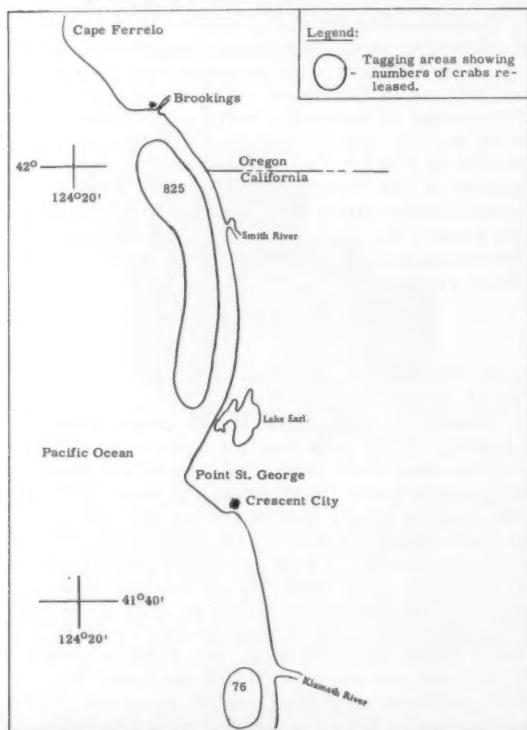 Cape Ferrelo
Legend:
- Tagging areas showing
numbers of crabs re-
leased.
Brookings
42°
Oregon
California
124°20'
825
Smith River
Lake Earl.
Pacific Ocean
Point St. George
Crescent City
41°40'
124°20'
76
Klamath River